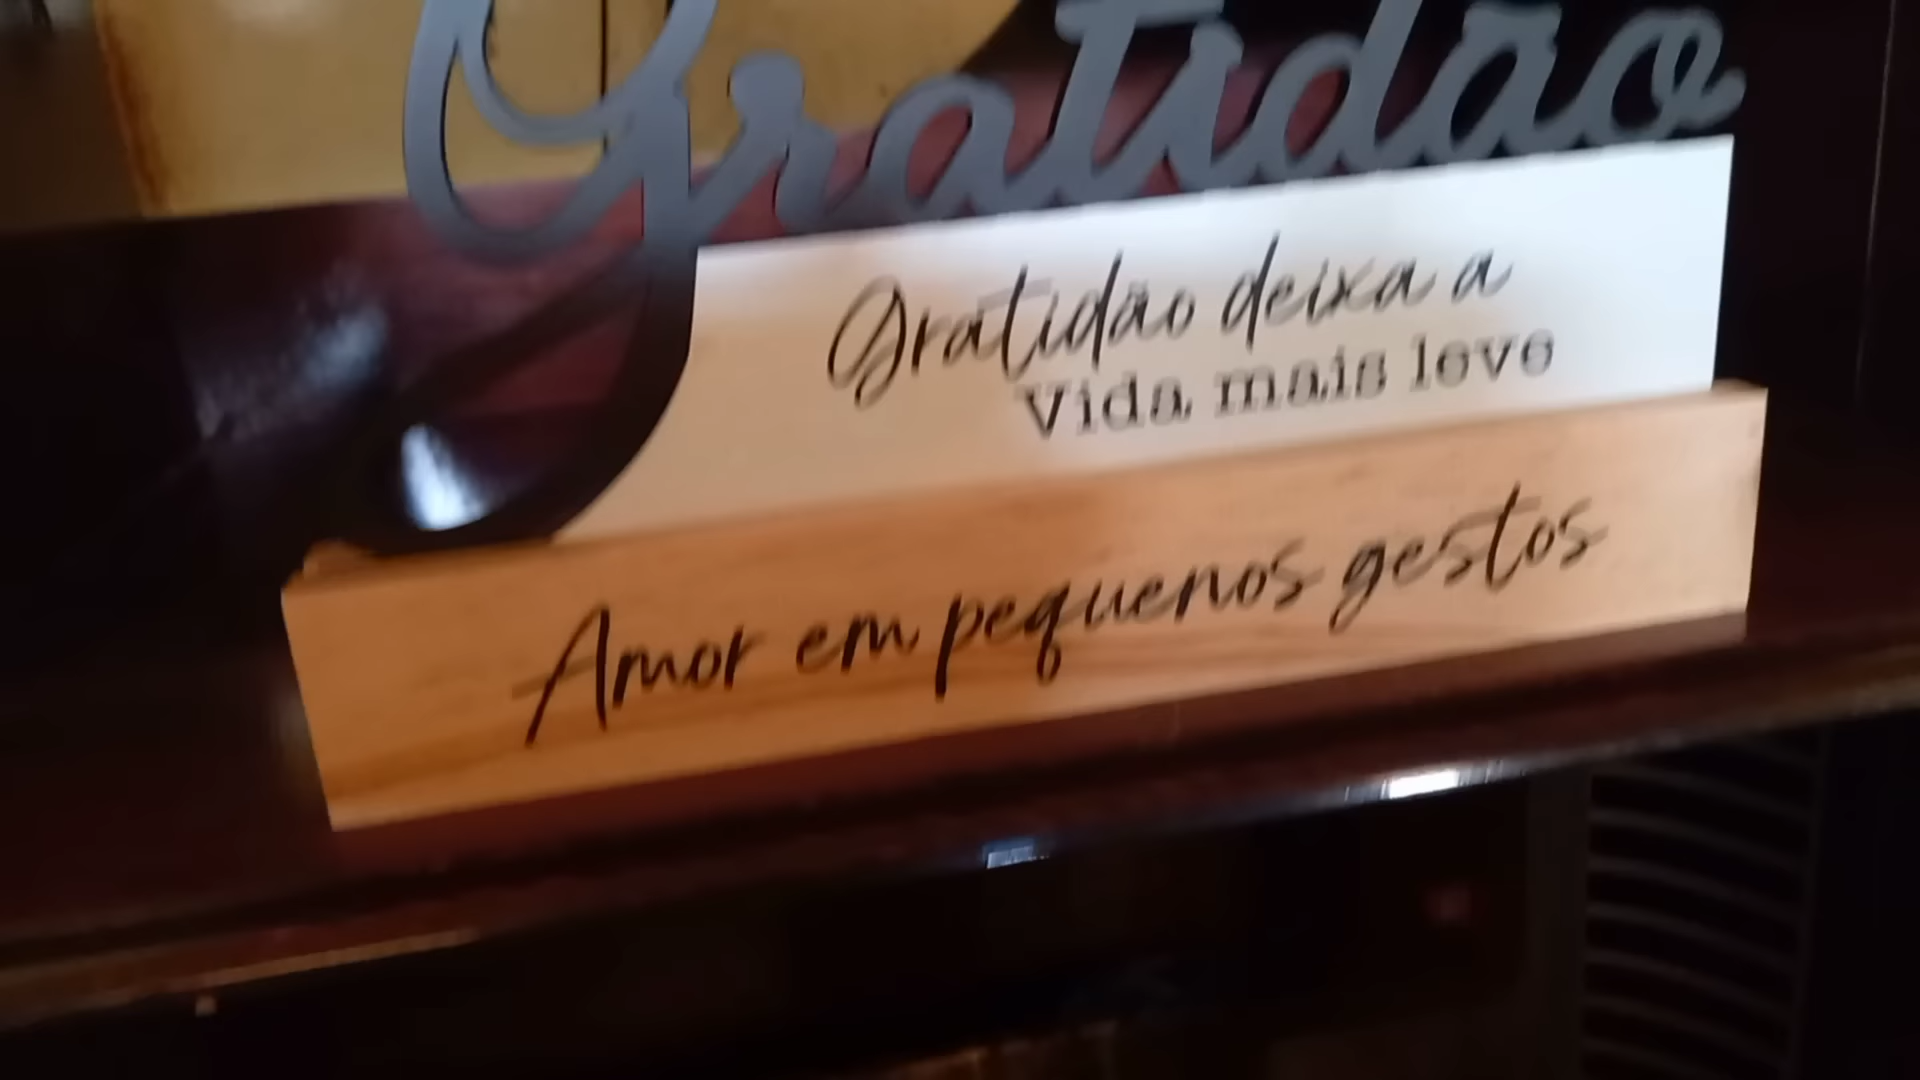 Gratidão
Gratidão deixa a
Vida mais leve
Amor em pequenos gestos